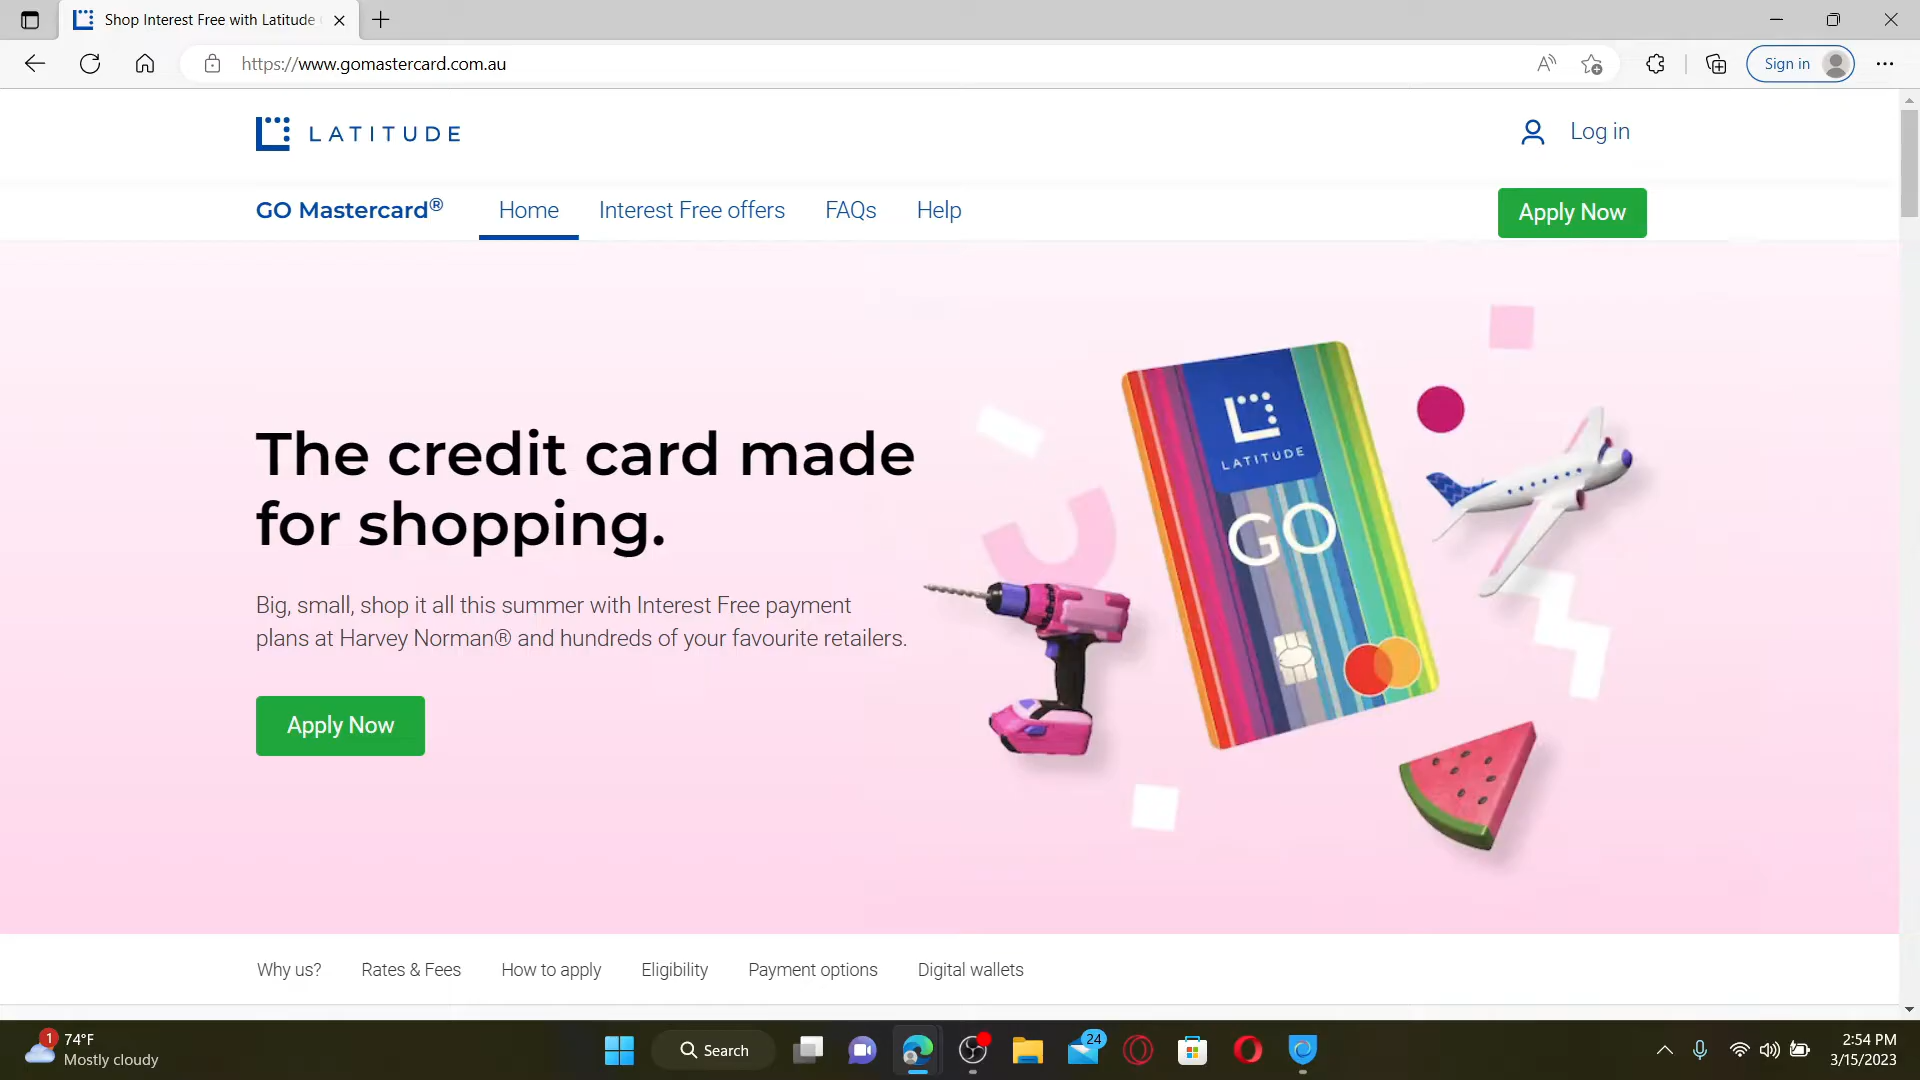 Shop Interest Free with Latitude
https://www.gomastercard.com.au
Sign in
LATITUDE
Log in
GO Mastercard®
Home
Interest Free offers
FAQs
Help
Apply Now
The credit card made
for shopping.
Big, small, shop it all this summer with Interest Free payment
plans at Harvey Norman® and hundreds of your favourite retailers.
Apply Now
LATITUDE
GO
Why us?
Rates & Fees
How to apply
Eligibility
Payment options
Digital wallets
1
74°F
Mostly cloudy
Search
24
2:54 PM
3/15/2023